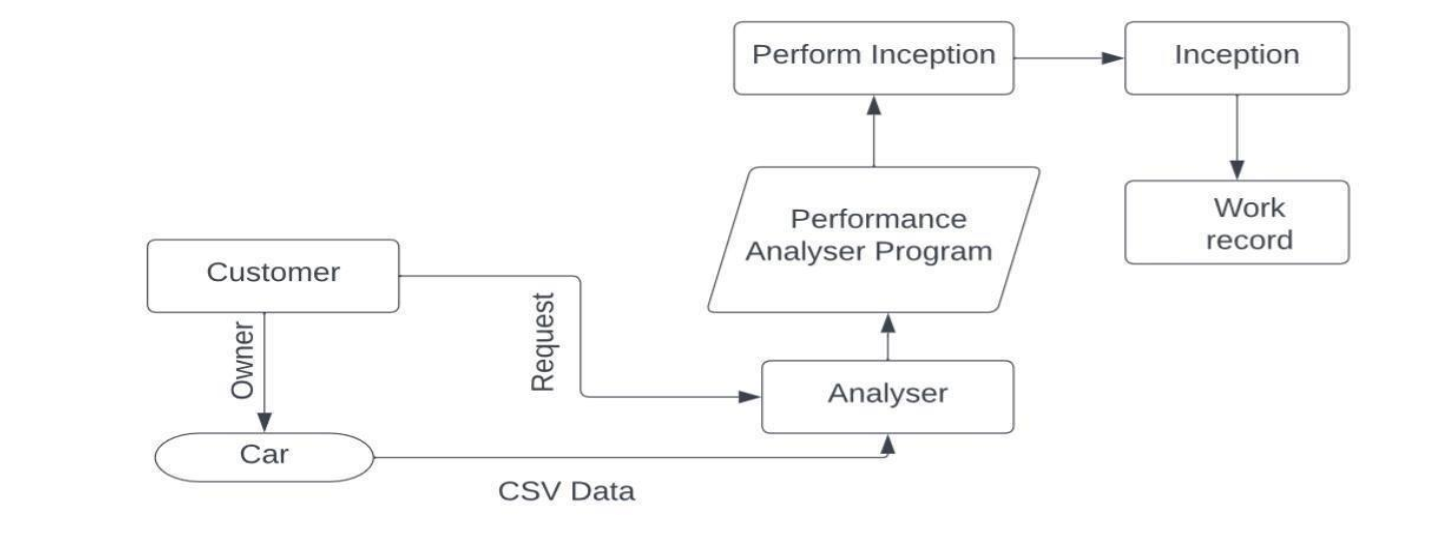 Perform Inception
Inception
Performance
Analyser Program
Work
record
Customer
Owner
Request
Analyser
Car
CSV Data